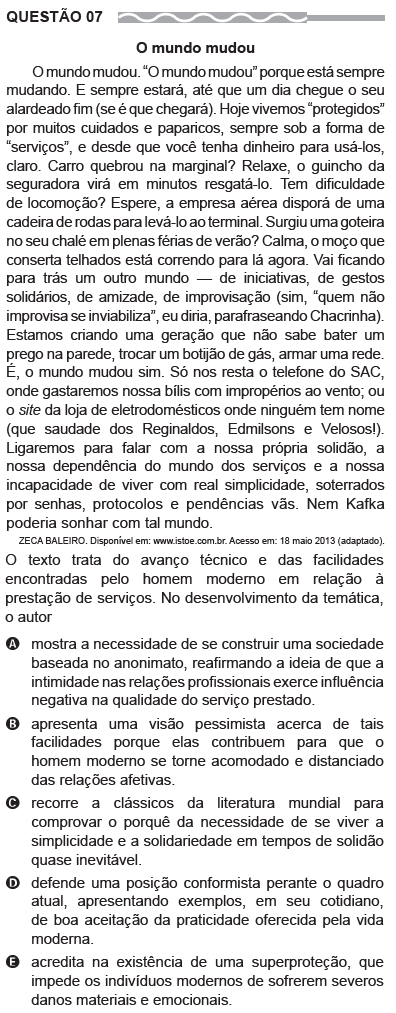 QUESTÃO 07
O mundo mudou
O mundo mudou. “O mundo mudou” porque está sempre
mudando. E sempre estará, até que um dia chegue o seu
alardeado fim (se é que chegará). Hoje vivemos “protegidos”
por muitos cuidados e paparicos, sempre sob a forma de
“serviços”, e desde que você tenha dinheiro para usá-los,
claro. Carro quebrou na marginal? Relaxe, o guincho da
seguradora virá em minutos resgatá-lo. Tem dificuldade
de locomoção? Espere, a empresa aérea disporá de uma
cadeira de rodas para levá-lo ao terminal. Surgiu uma goteira
no seu chalé em plenas férias de verão? Calma, o moço que
conserta telhados está correndo para lá agora. Vai ficando
para trás um outro mundo — de iniciativas, de gestos
solidários, de amizade, de improvisação (sim, “quem não
improvisa se inviabiliza”, eu diria, parafraseando Chacrinha).
Estamos criando uma geração que não sabe bater um
prego na parede, trocar um botijão de gás, armar uma rede.
É, o mundo mudou sim. Só nos resta o telefone do SAC,
onde gastaremos nossa bílis com impropérios ao vento; ou
o site da loja de eletrodomésticos onde ninguém tem nome
(que saudade dos Reginaldos, Edmilsons e Velosos!).
Ligaremos para falar com a nossa própria solidão, a
nossa dependência do mundo dos serviços e a nossa
incapacidade de viver com real simplicidade, soterrados
por senhas, protocolos e pendências vãs. Nem Kafka
poderia sonhar com tal mundo.
ZECA BALEIRO. Disponível em: www.istoe.com.br. Acesso em: 18 maio 2013 (adaptado).
O texto trata do avanço técnico e das facilidades
encontradas pelo homem moderno em relação à
prestação de serviços. No desenvolvimento da temática,
o autor
A mostra a necessidade de se construir uma sociedade
baseada no anonimato, reafirmando a ideia de que a
intimidade nas relações profissionais exerce influência
negativa na qualidade do serviço prestado.
B apresenta uma visão pessimista acerca de tais
facilidades porque elas contribuem para que o
homem moderno se torne acomodado e distanciado
das relações afetivas.
C recorre a clássicos da literatura mundial para
comprovar o porquê da necessidade de se viver a
simplicidade e a solidariedade em tempos de solidão
quase inevitável.
D defende uma posição conformista perante o quadro
atual, apresentando exemplos, em seu cotidiano,
de boa aceitação da praticidade oferecida pela vida
moderna.
E acredita na existência de uma superproteção, que
impede os indivíduos modernos de sofrerem severos
danos materiais e emocionais.